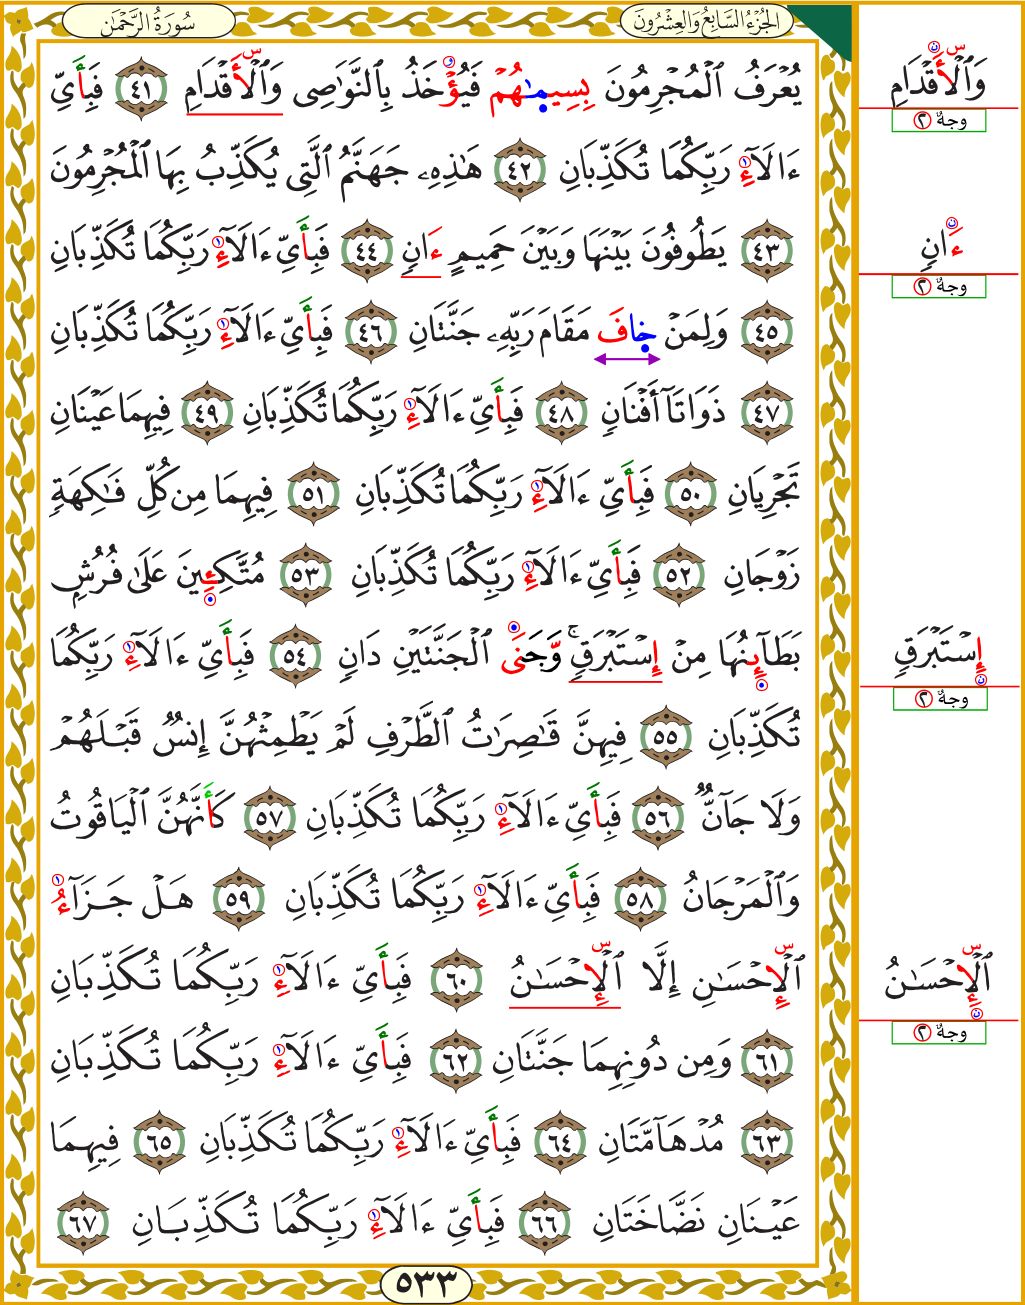 الجُزْءُ السَّابِعُ وَالْعِشْرُونَ
سُورَةُ الرَّحْمٰن
يُعْرَفُ ٱلْمُجْرِمُونَ بِسِيمَٰهُمْ فَيُؤْخَذُ بِٱلنَّوَٰصِى وَٱلْأَقْدَامِ ٤١ فَبِأَىِّ
ءَالَآءِ رَبِّكُمَا تُكَذِّبَانِ ٤٢ هَٰذِهِۦ جَهَنَّمُ ٱلَّتِى يُكَذِّبُ بِهَا ٱلْمُجْرِمُونَ
٤٣ يَطُوفُونَ بَيْنَهَا وَبَيْنَ حَمِيمٍ ءَانٍ ٤٤ فَبِأَىِّ ءَالَآءِ رَبِّكُمَا تُكَذِّبَانِ
٤٥ وَلِمَنْ خَافَ مَقَامَ رَبِّهِۦ جَنَّتَانِ ٤٦ فَبِأَىِّ ءَالَآءِ رَبِّكُمَا تُكَذِّبَانِ
٤٧ ذَوَاتَآ أَفْنَانٍ ٤٨ فَبِأَىِّ ءَالَآءِ رَبِّكُمَا تُكَذِّبَانِ ٤٩ فِيهِمَا عَيْنَانِ
تَجْرِيَانِ ٥٠ فَبِأَىِّ ءَالَآءِ رَبِّكُمَا تُكَذِّبَانِ ٥١ فِيهِمَا مِن كُلِّ فَٰكِهَةٍ
زَوْجَانِ ٥٢ فَبِأَىِّ ءَالَآءِ رَبِّكُمَا تُكَذِّبَانِ ٥٣ مُتَّكِـِٔينَ عَلَىٰ فُرُشٍ
بَطَآئِنُهَا مِنْ إِسْتَبْرَقٍ ۚ وَجَنَى ٱلْجَنَّتَيْنِ دَانٍ ٥٤ فَبِأَىِّ ءَالَآءِ رَبِّكُمَا
تُكَذِّبَانِ ٥٥ فِيهِنَّ قَٰصِرَٰتُ ٱلطَّرْفِ لَمْ يَطْمِثْهُنَّ إِنسٌ قَبْلَهُمْ
وَلَا جَآنٌّ ٥٦ فَبِأَىِّ ءَالَآءِ رَبِّكُمَا تُكَذِّبَانِ ٥٧ كَأَنَّهُنَّ ٱلْيَاقُوتُ
وَٱلْمَرْجَانُ ٥٨ فَبِأَىِّ ءَالَآءِ رَبِّكُمَا تُكَذِّبَانِ ٥٩ هَلْ جَزَآءُ
ٱلْإِحْسَٰنِ إِلَّا ٱلْإِحْسَٰنُ ٦٠ فَبِأَىِّ ءَالَآءِ رَبِّكُمَا تُكَذِّبَانِ
٦١ وَمِن دُونِهِمَا جَنَّتَانِ ٦٢ فَبِأَىِّ ءَالَآءِ رَبِّكُمَا تُكَذِّبَانِ
٦٣ مُدْهَآمَّتَانِ ٦٤ فَبِأَىِّ ءَالَآءِ رَبِّكُمَا تُكَذِّبَانِ ٦٥ فِيهِمَا
عَيْنَانِ نَضَّاخَتَانِ ٦٦ فَبِأَىِّ ءَالَآءِ رَبِّكُمَا تُكَذِّبَانِ ٦٧
٥٣٣
وَٱلْأَقْدَامِ
وجهٌ ٢
ءَانٍ
وجهٌ ٢
إِسْتَبْرَقٍ
وجهٌ ٢
ٱلْإِحْسَٰنُ
وجهٌ ٢